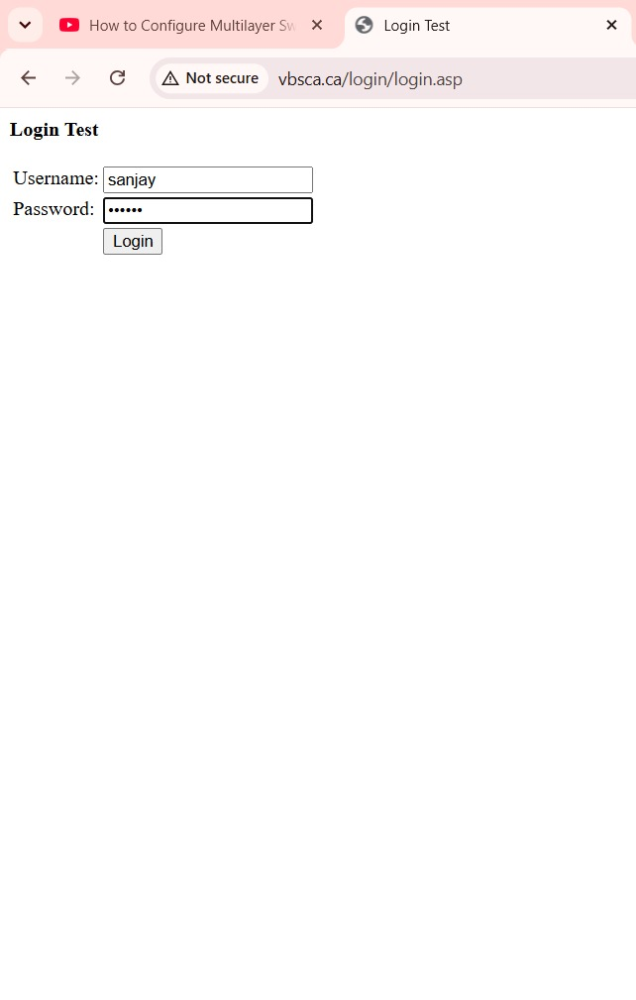 How to Configure Multilayer Sw
Login Test
Not secure vbsca.ca/login/login.asp
Login Test
Username: sanjay
Password: ••••••
Login